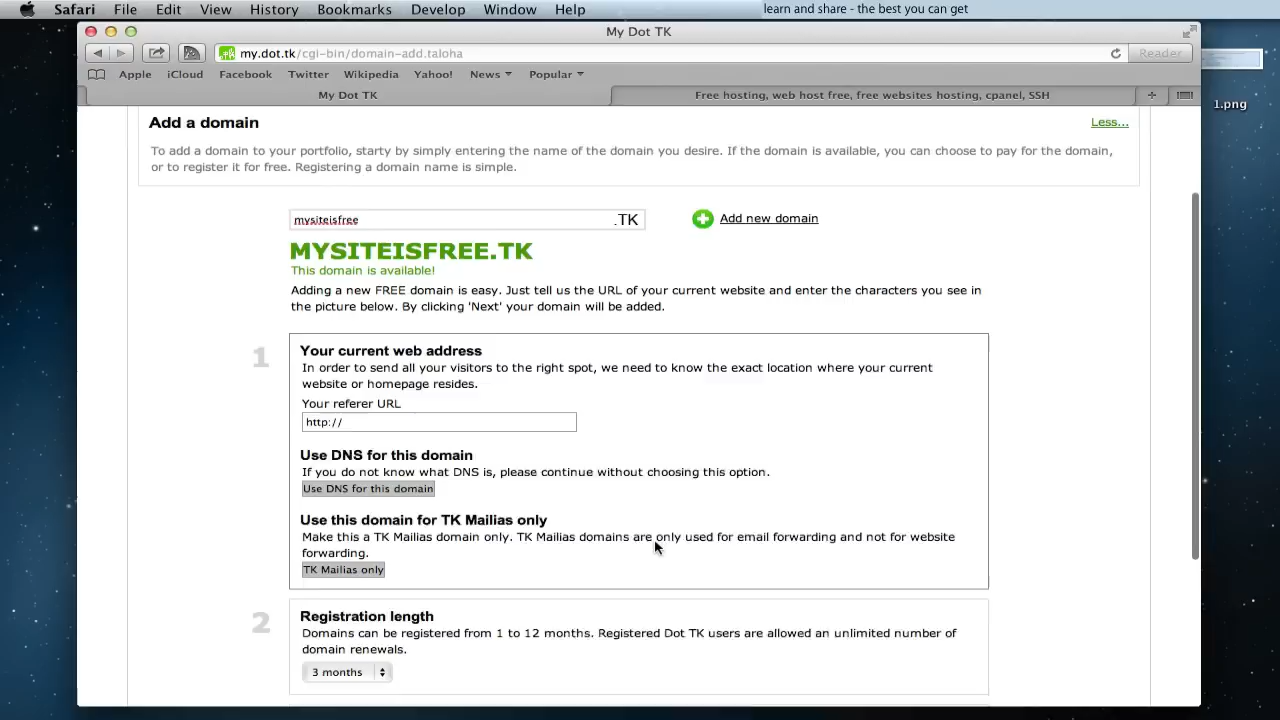 Safari File Edit View History Bookmarks Develop Window Help
learn and share - the best you can get
My Dot TK
my.dot.tk/cgi-bin/domain-add.taloha
Reader
Apple iCloud Facebook Twitter Wikipedia Yahoo! News Popular
My Dot TK
Free hosting, web host free, free websites hosting, cpanel, SSH
1.png
Add a domain
Less...
To add a domain to your portfolio, starty by simply entering the name of the domain you desire. If the domain is available, you can choose to pay for the domain,
or to register it for free. Registering a domain name is simple.
mysiteisfree .TK
Add new domain
MYSITEISFREE.TK
This domain is available!
Adding a new FREE domain is easy. Just tell us the URL of your current website and enter the characters you see in
the picture below. By clicking 'Next' your domain will be added.
1
Your current web address
In order to send all your visitors to the right spot, we need to know the exact location where your current
website or homepage resides.
Your referer URL
http://
Use DNS for this domain
If you do not know what DNS is, please continue without choosing this option.
Use DNS for this domain
Use this domain for TK Mailias only
Make this a TK Mailias domain only. TK Mailias domains are only used for email forwarding and not for website
forwarding.
TK Mailias only
2
Registration length
Domains can be registered from 1 to 12 months. Registered Dot TK users are allowed an unlimited number of
domain renewals.
3 months